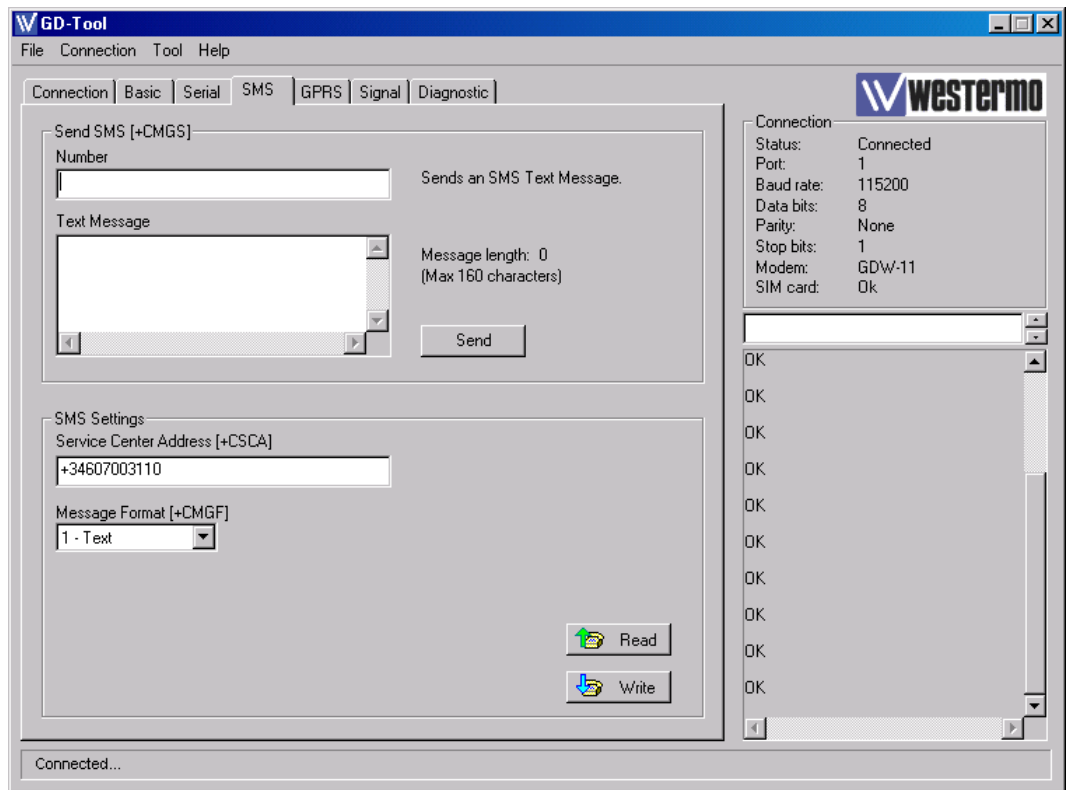 GD-Tool
File Connection Tool Help
Connection Basic Serial SMS GPRS Signal Diagnostic
westermo
Send SMS [+CMGS]
Number
Sends an SMS Text Message.
Text Message
Message length: 0
(Max 160 characters)
Send
SMS Settings
Service Center Address [+CSCA]
+34607003110
Message Format [+CMGF]
1 - Text
Read
Write
Connection
Status: Connected
Port: 1
Baud rate: 115200
Data bits: 8
Parity: None
Stop bits: 1
Modem: GDW-11
SIM card: Ok
OK
OK
OK
OK
OK
OK
OK
OK
OK
OK
Connected...